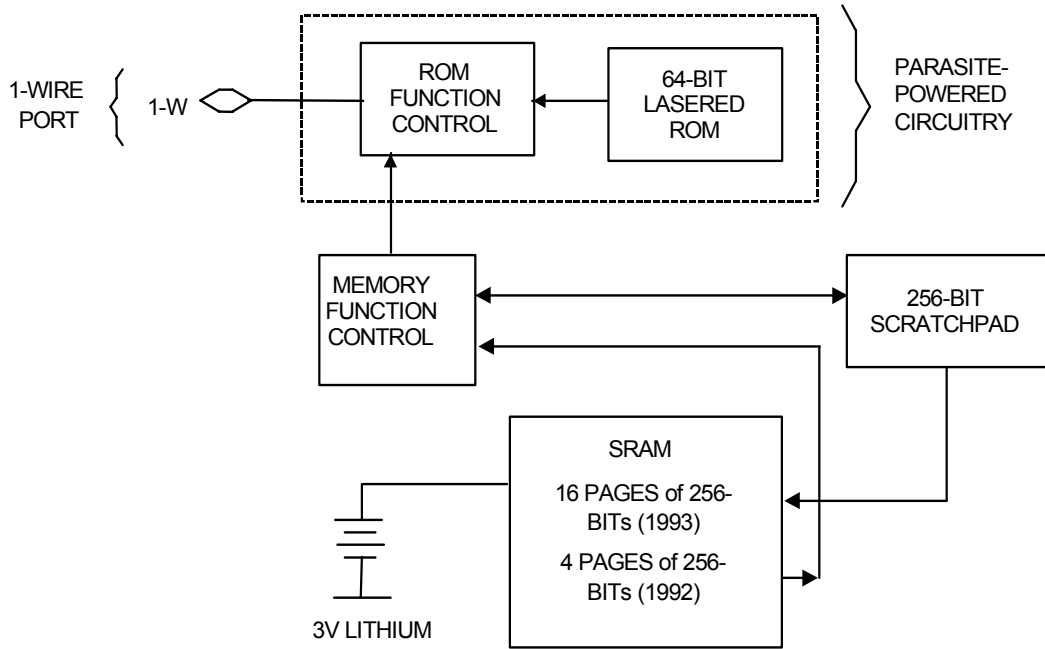 1-WIRE
PORT
1-W
ROM
FUNCTION
CONTROL
64-BIT
LASERED
ROM
PARASITE-
POWERED
CIRCUITRY
MEMORY
FUNCTION
CONTROL
256-BIT
SCRATCHPAD
SRAM
16 PAGES of 256-
BITs (1993)
4 PAGES of 256-
BITs (1992)
3V LITHIUM